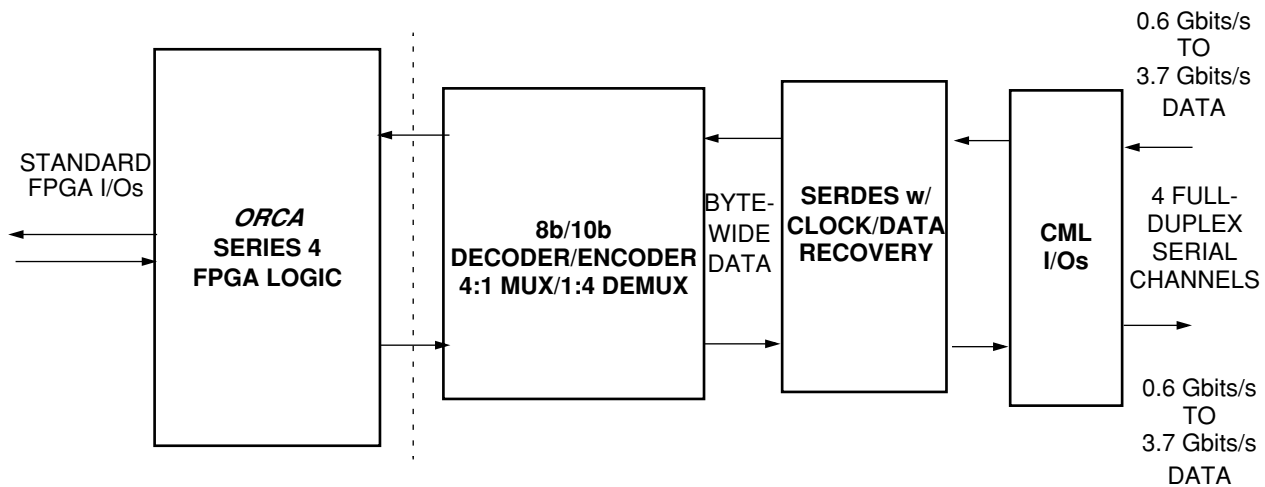 STANDARD
FPGA I/Os
ORCA
SERIES 4
FPGA LOGIC
8b/10b
DECODER/ENCODER
4:1 MUX/1:4 DEMUX
BYTE-
WIDE
DATA
SERDES w/
CLOCK/DATA
RECOVERY
CML
I/Os
0.6 Gbits/s
TO
3.7 Gbits/s
DATA
4 FULL-
DUPLEX
SERIAL
CHANNELS
0.6 Gbits/s
TO
3.7 Gbits/s
DATA